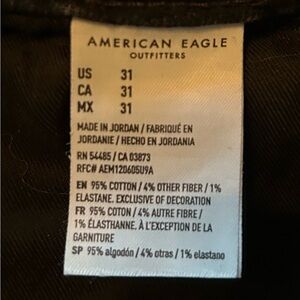 AMERICAN EAGLE
OUTFITTERS
US 31
CA 31
MX 31
MADE IN JORDAN / FABRIQUÉ EN
JORDANIE / HECHO EN JORDANIA
RN 54485 / CA 03873
RFC# AEM120605U9A
EN 95% COTTON / 4% OTHER FIBER / 1%
ELASTANE. EXCLUSIVE OF DECORATION
FR 95% COTON / 4% AUTRE FIBRE /
1% ÉLASTHANNE. À L'EXCEPTION DE LA
GARNITURE
SP 95% algodón / 4% otras / 1% elastano